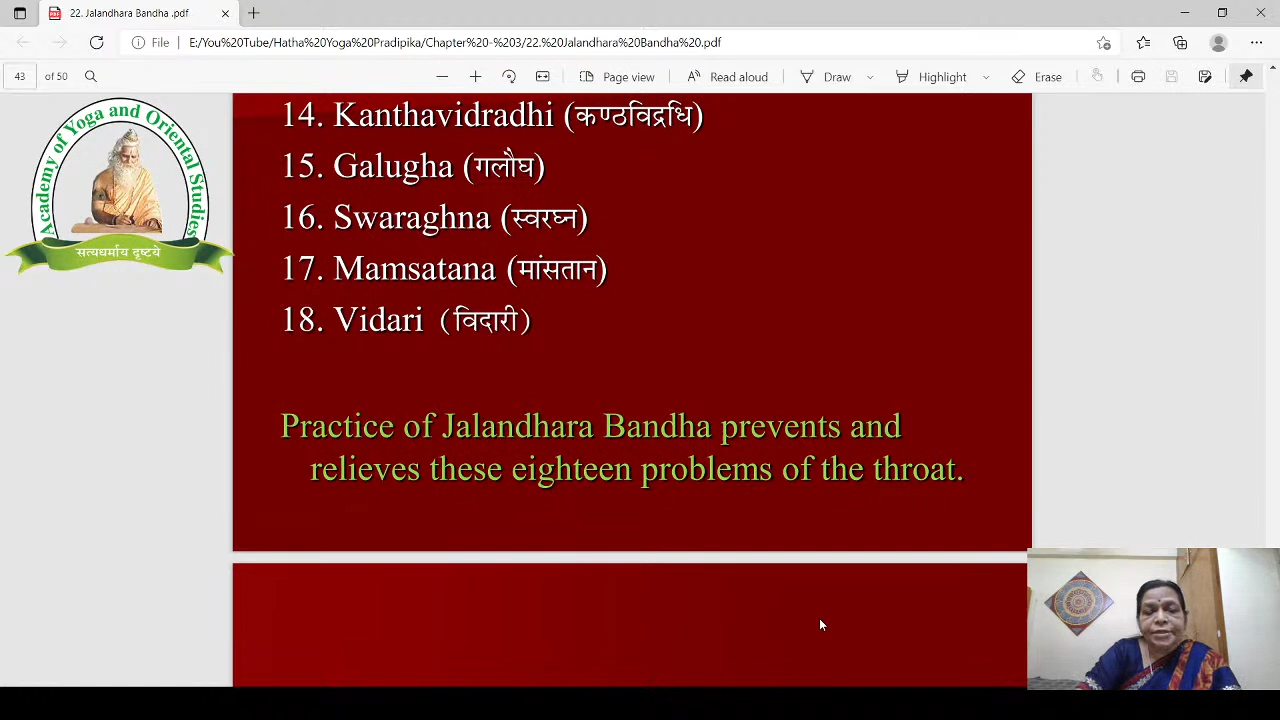 22. Jalandhara Bandha .pdf
File
E:/You%20Tube/Hatha%20Yoga%20Pradipika/Chapter%20-%203/22.%20Jalandhara%20Bandha%20.pdf
43 of 50
Page view
Read aloud
Draw
Highlight
Erase
Academy of Yoga and Oriental Studies
सत्यधर्माय दृष्टये
14. Kanthavidradhi (कण्ठविद्रधि)
15. Galugha (गलौघ)
16. Swaraghna (स्वरघ्न)
17. Mamsatana (मांसतान)
18. Vidari (विदारी)
Practice of Jalandhara Bandha prevents and
relieves these eighteen problems of the throat.